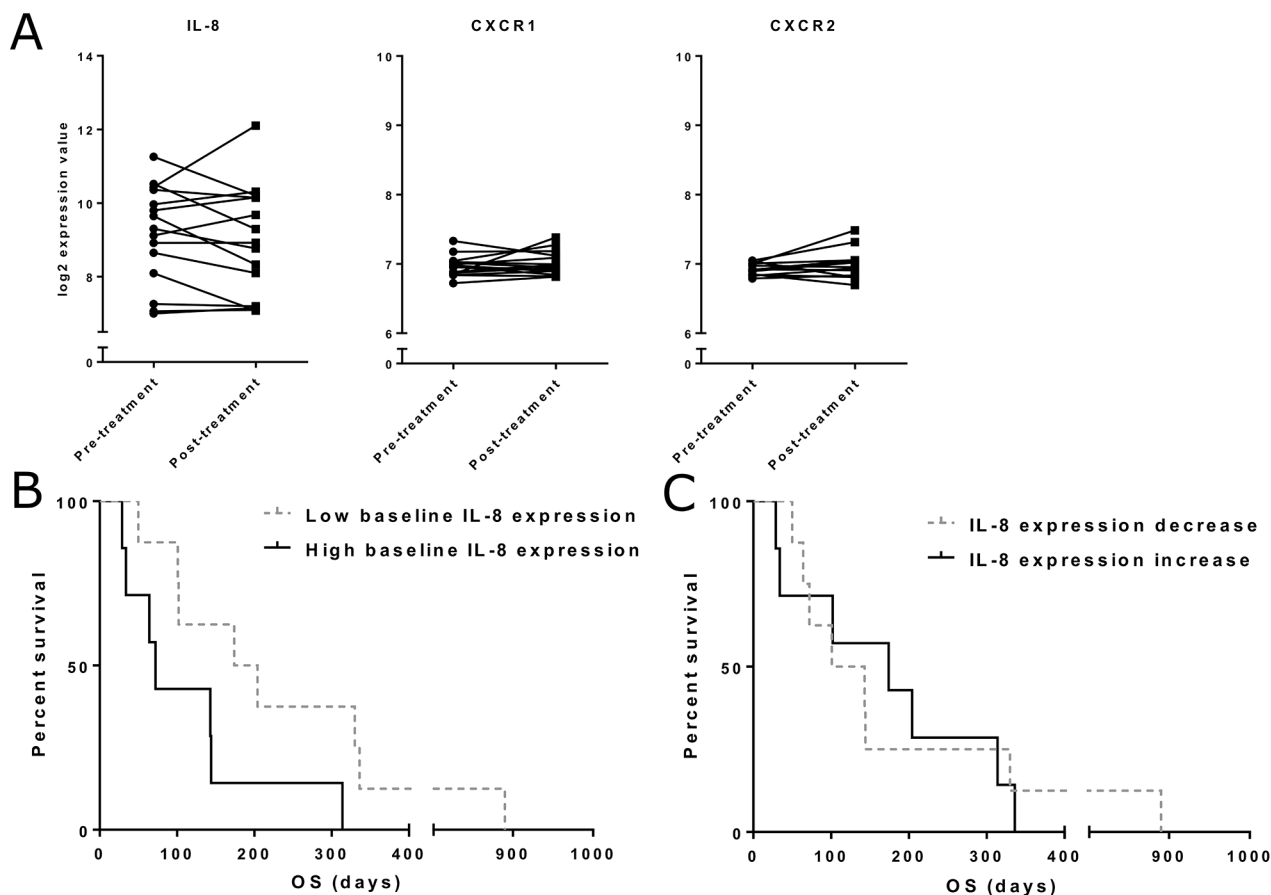 A
IL-8
CXCR1
CXCR2
log2 expression value
14
12
10
8
0
10
9
8
7
6
0
10
9
8
7
6
0
Pre-treatment
Post-treatment
Pre-treatment
Post-treatment
Pre-treatment
Post-treatment
B
Percent survival
100
50
0
Low baseline IL-8 expression
High baseline IL-8 expression
0 100 200 300 400 900 1000
OS (days)
C
Percent survival
100
50
0
IL-8 expression decrease
IL-8 expression increase
0 100 200 300 400 900 1000
OS (days)